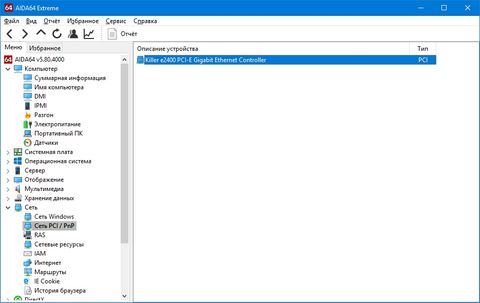 64 AIDA64 Extreme
Файл Вид Отчёт Избранное Сервис Справка
Отчёт
Меню Избранное
Описание устройства Тип
64 AIDA64 v5.80.4000
Killer e2400 PCI-E Gigabit Ethernet Controller PCI
Компьютер
Суммарная информация
Имя компьютера
DMI
IPMI
Разгон
Электропитание
Портативный ПК
Датчики
Системная плата
Операционная система
Сервер
Отображение
Мультимедиа
Хранение данных
Сеть
Сеть Windows
Сеть PCI / PnP
RAS
Сетевые ресурсы
IAM
Интернет
Маршруты
IE Cookie
История браузера
DirectX